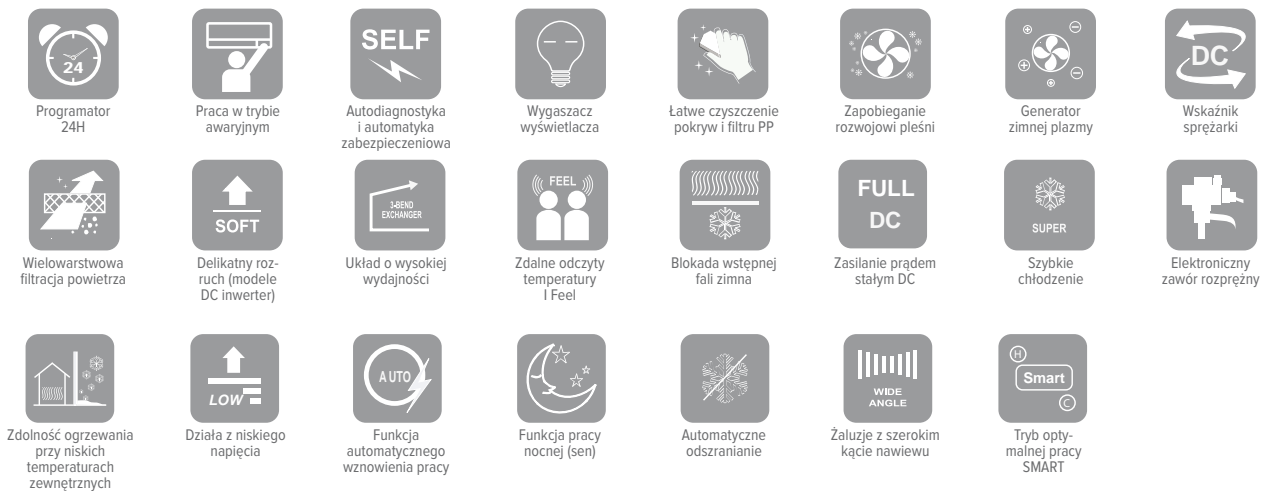 24
Programator
24H
Praca w trybie
awaryjnym
SELF
Autodiagnostyka
i automatyka
zabezpieczeniowa
Wygaszacz
wyświetlacza
Łatwe czyszczenie
pokryw i filtru PP
Zapobieganie
rozwojowi pleśni
Generator
zimnej plazmy
DC
Wskaźnik
sprężarki
Wielowarstwowa
filtracja powietrza
SOFT
Delikatny roz-
ruch (modele
DC inwerter)
3-BEND
EXCHANGER
Układ o wysokiej
wydajności
FEEL
Zdalne odczyty
temperatury
I Feel
Blokada wstępnej
fali zimna
FULL
DC
Zasilanie prądem
stałym DC
SUPER
Szybkie
chłodzenie
Elektroniczny
zawór rozprężny
Zdolność ogrzewania
przy niskich
temperaturach
zewnętrznych
LOW
Działa z niskiego
napięcia
A UTO
Funkcja
automatycznego
wznowienia pracy
Funkcja pracy
nocnej (sen)
Automatyczne
odszranianie
WIDE
ANGLE
Żaluzje z szerokim
kącie nawiewu
H
Smart
C
Tryb opty-
malnej pracy
SMART